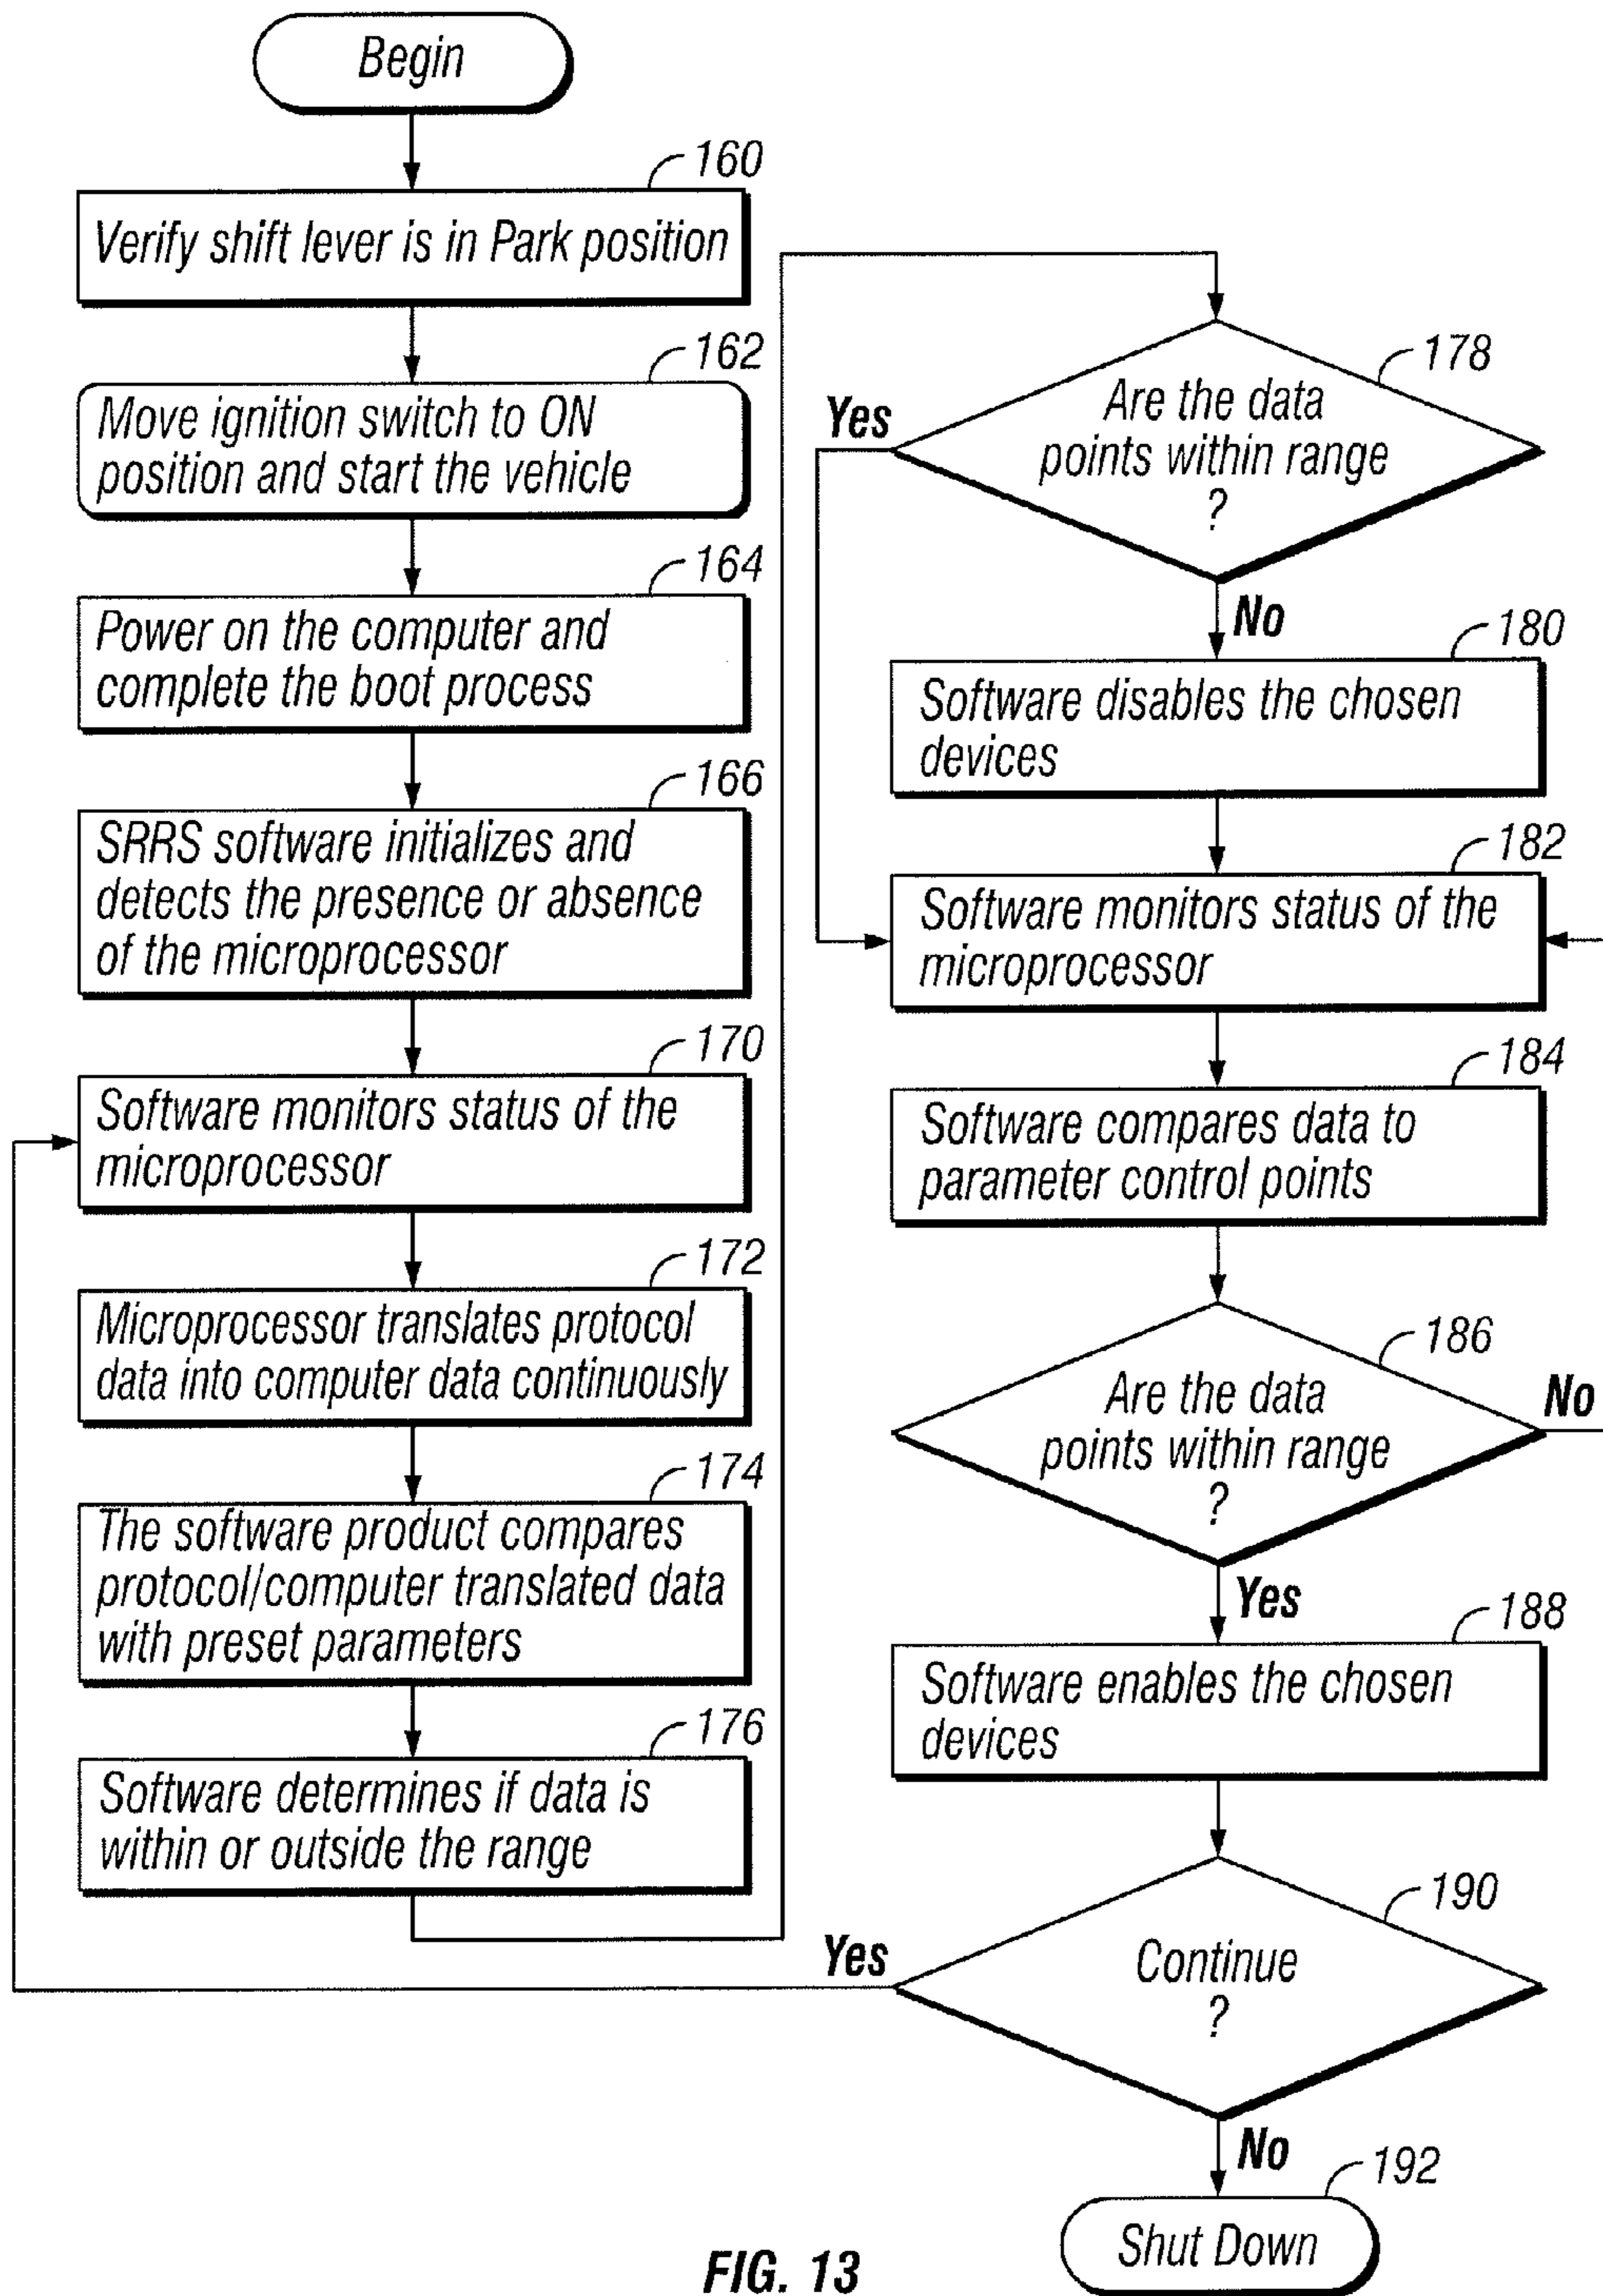 Begin
160
Verify shift lever is in Park position
162
Move ignition switch to ON
position and start the vehicle
164
Power on the computer and
complete the boot process
166
SRRS software initializes and
detects the presence or absence
of the microprocessor
170
Software monitors status of the
microprocessor
172
Microprocessor translates protocol
data into computer data continuously
174
The software product compares
protocol/computer translated data
with preset parameters
176
Software determines if data is
within or outside the range
178
Are the data
points within range
?
Yes
No
180
Software disables the chosen
devices
182
Software monitors status of the
microprocessor
184
Software compares data to
parameter control points
186
Are the data
points within range
?
No
Yes
188
Software enables the chosen
devices
190
Continue
?
Yes
No
192
Shut Down
FIG. 13